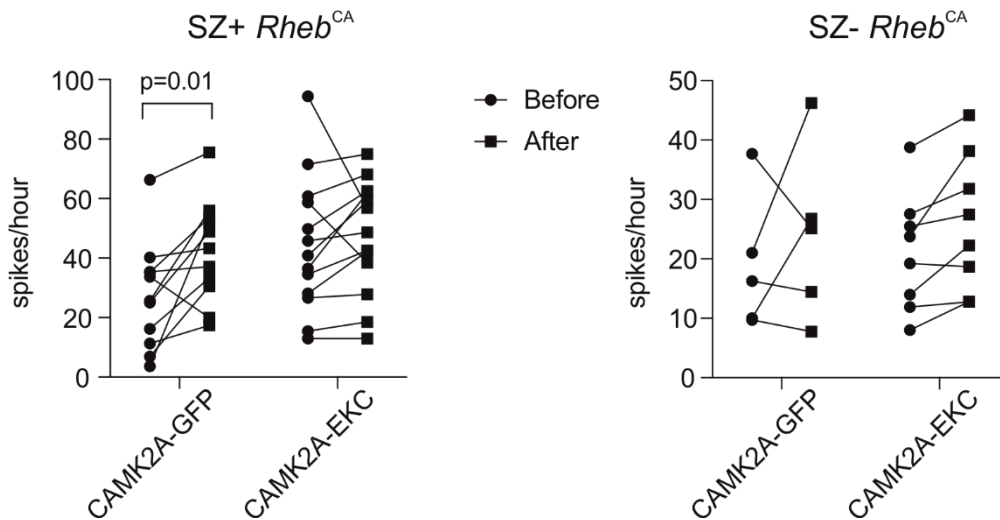 SZ+ Rheb^CA
SZ- Rheb^CA
p=0.01
spikes/hour
100
80
60
40
20
0
CAMK2A-GFP
CAMK2A-EKC
Before
After
spikes/hour
50
40
30
20
10
0
CAMK2A-GFP
CAMK2A-EKC